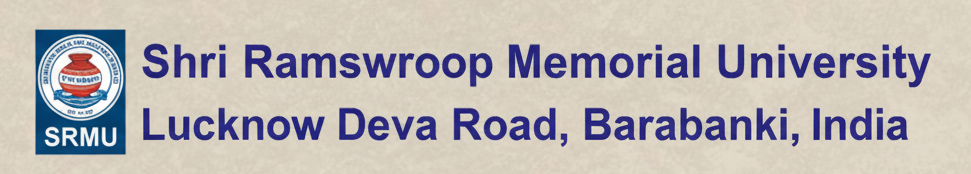 Shri Ramswroop Memorial University
Lucknow Deva Road, Barabanki, India
SRMU